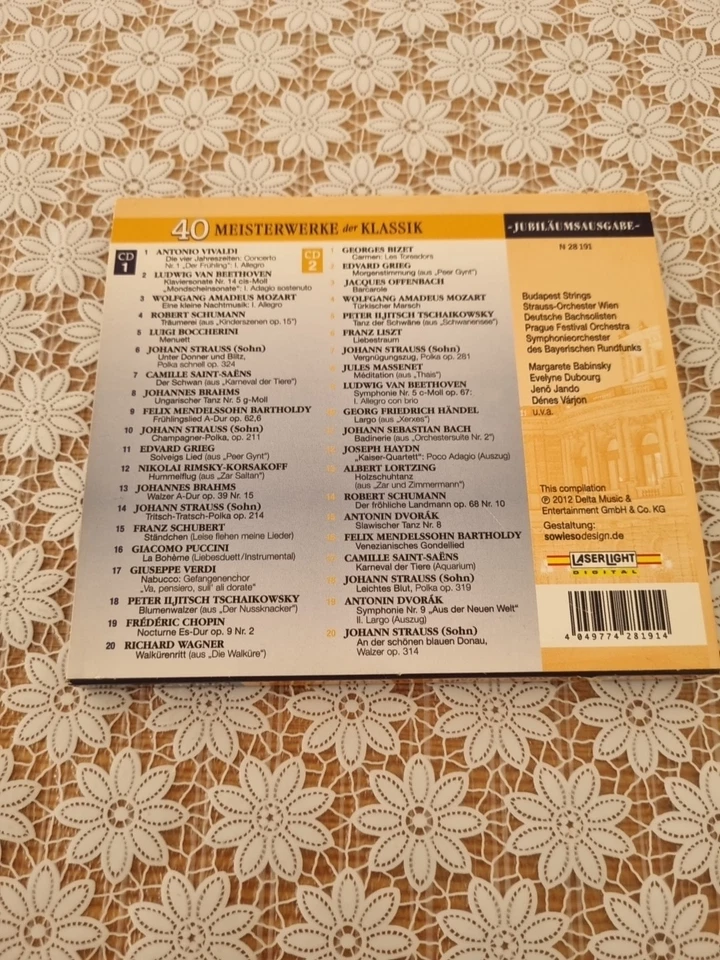 40 MEISTERWERKE der KLASSIK
-JUBILÄUMSAUSGABE-
N 28 191
CD 1
1 ANTONIO VIVALDI
Die vier Jahreszeiten: Concerto
Nr. 1 „Der Frühling“: I. Allegro
2 LUDWIG VAN BEETHOVEN
Klaviersonate Nr. 14 cis-Moll
„Mondscheinsonate“: I. Adagio sostenuto
3 WOLFGANG AMADEUS MOZART
Eine kleine Nachtmusik: I. Allegro
4 ROBERT SCHUMANN
Träumerei (aus „Kinderszenen op. 15“)
5 LUIGI BOCCHERINI
Menuett
6 JOHANN STRAUSS (Sohn)
Unter Donner und Blitz,
Polka schnell op. 324
7 CAMILLE SAINT-SAËNS
Der Schwan (aus „Karneval der Tiere“)
8 JOHANNES BRAHMS
Ungarischer Tanz Nr. 5 g-Moll
9 FELIX MENDELSSOHN BARTHOLDY
Frühlingslied A-Dur op. 62,6
10 JOHANN STRAUSS (Sohn)
Champagner-Polka, op. 211
11 EDVARD GRIEG
Solveigs Lied (aus „Peer Gynt“)
12 NIKOLAI RIMSKY-KORSAKOFF
Hummelflug (aus „Zar Saltan“)
13 JOHANNES BRAHMS
Walzer A-Dur op. 39 Nr. 15
14 JOHANN STRAUSS (Sohn)
Tritsch-Tratsch-Polka op. 214
15 FRANZ SCHUBERT
Ständchen (Leise flehen meine Lieder)
16 GIACOMO PUCCINI
La Bohème (Liebesduett/Instrumental)
17 GIUSEPPE VERDI
Nabucco: Gefangenenchor
„Va, pensiero, sull' ali dorate“
18 PETER ILJITSCH TSCHAIKOWSKY
Blumenwalzer (aus „Der Nussknacker“)
19 FRÉDÉRIC CHOPIN
Nocturne Es-Dur op. 9 Nr. 2
20 RICHARD WAGNER
Walkürenritt (aus „Die Walküre“)
CD 2
1 GEORGES BIZET
Carmen: Les Toreadors
2 EDVARD GRIEG
Morgenstimmung (aus „Peer Gynt“)
3 JACQUES OFFENBACH
Barcarole
4 WOLFGANG AMADEUS MOZART
Türkischer Marsch
5 PETER ILJITSCH TSCHAIKOWSKY
Tanz der Schwäne (aus „Schwanensee“)
6 FRANZ LISZT
Liebestraum
7 JOHANN STRAUSS (Sohn)
Vergnügungszug, Polka op. 281
8 JULES MASSENET
Méditation (aus „Thais“)
9 LUDWIG VAN BEETHOVEN
Symphonie Nr. 5 c-Moll op. 67:
I. Allegro con brio
10 GEORG FRIEDRICH HÄNDEL
Largo (aus „Xerxes“)
11 JOHANN SEBASTIAN BACH
Badinerie (aus „Orchestersuite Nr. 2“)
12 JOSEPH HAYDN
„Kaiser-Quartett“: Poco Adagio (Auszug)
13 ALBERT LORTZING
Holzschuhtanz
(aus „Zar und Zimmermann“)
14 ROBERT SCHUMANN
Der fröhliche Landmann op. 68 Nr. 10
15 ANTONIN DVORÁK
Slawischer Tanz Nr. 8
16 FELIX MENDELSSOHN BARTHOLDY
Venezianisches Gondellied
17 CAMILLE SAINT-SAËNS
Karneval der Tiere (Aquarium)
18 JOHANN STRAUSS (Sohn)
Leichtes Blut, Polka op. 319
19 ANTONIN DVORÁK
Symphonie Nr. 9 „Aus der Neuen Welt“
II. Largo (Auszug)
20 JOHANN STRAUSS (Sohn)
An der schönen blauen Donau,
Walzer op. 314
Budapest Strings
Strauss-Orchester Wien
Deutsche Bachsolisten
Prague Festival Orchestra
Symphonieorchester
des Bayerischen Rundfunks
Margarete Babinsky
Evelyne Dubourg
Jenö Jando
Dénes Várjon
u.v.a.
This compilation
℗ 2012 Delta Music &
Entertainment GmbH & Co. KG
Gestaltung:
sowiesodesign.de
LASERLIGHT
DIGITAL
4 049774 281914